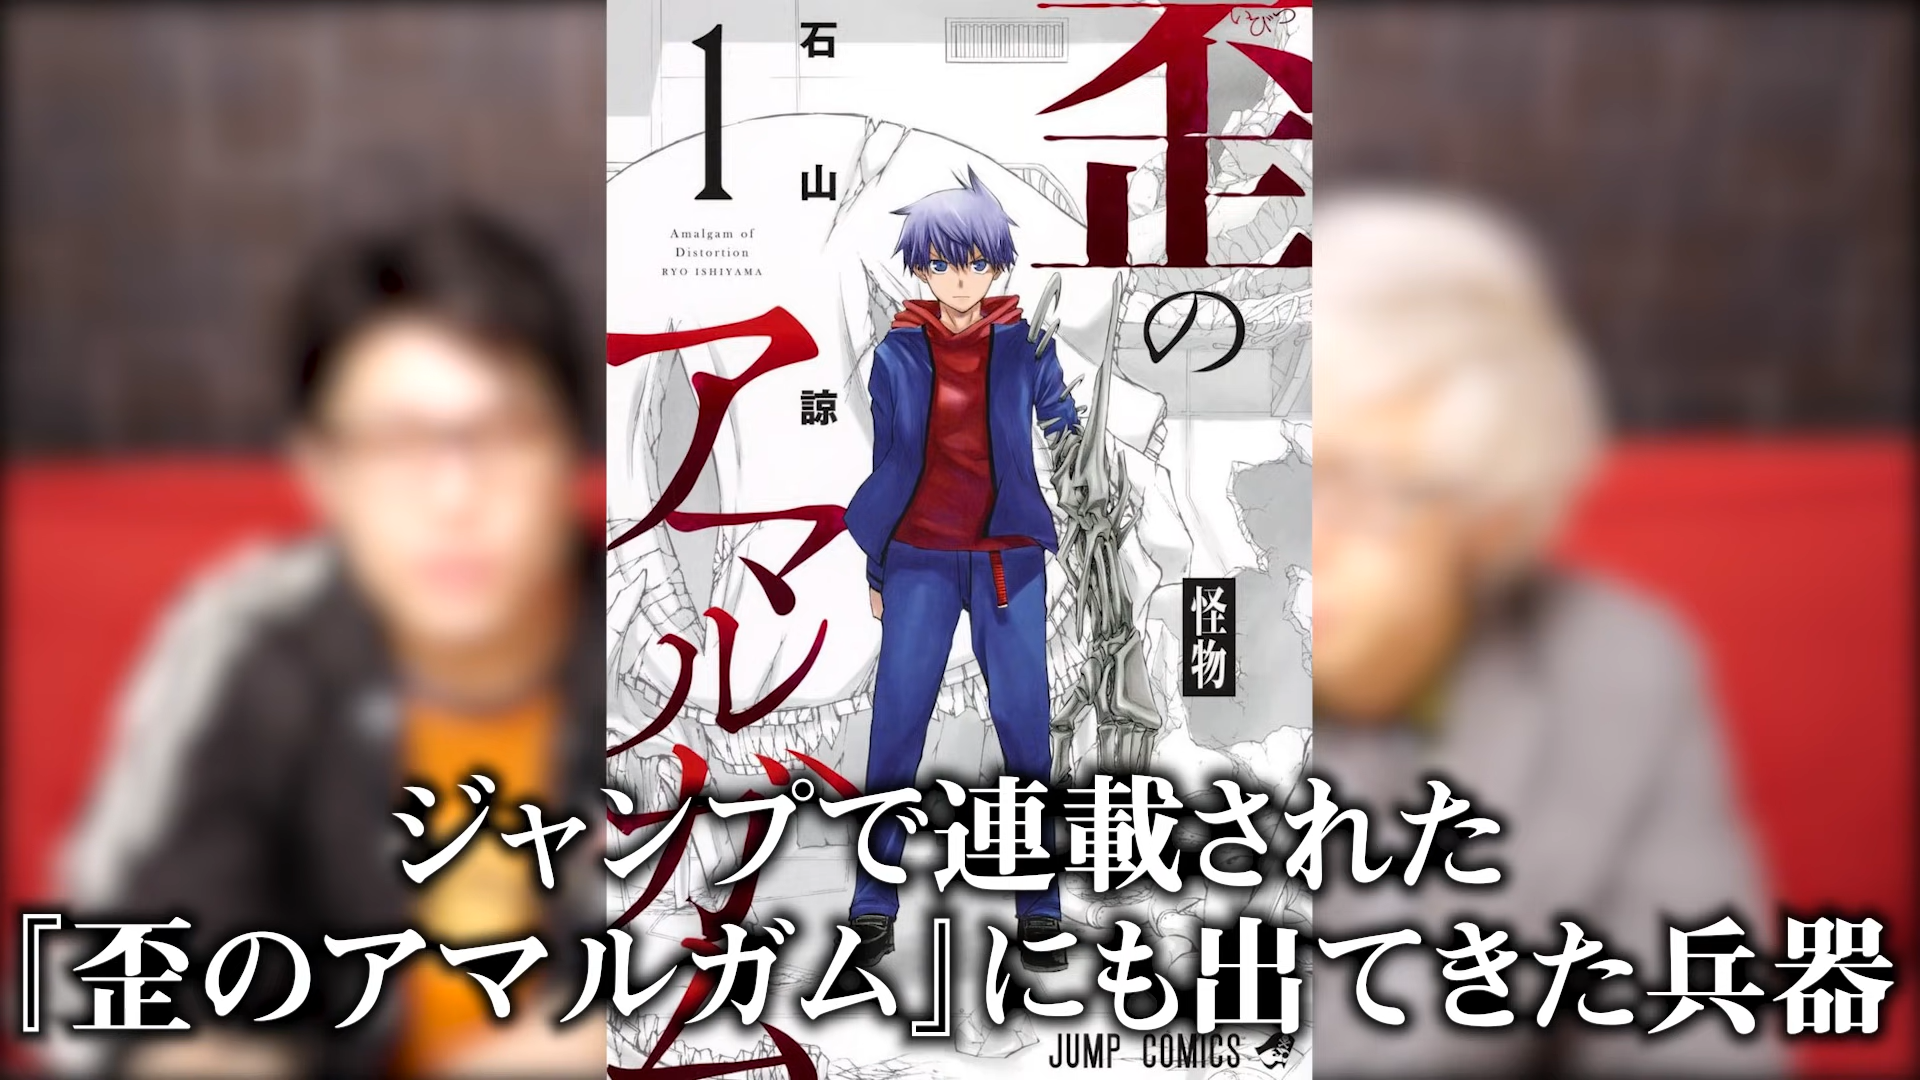 歪の
いびつ
アマルガム
1
石山諒
Amalgam of
Distortion
RYO ISHIYAMA
怪物
ジャンプで連載された
『歪のアマルガム』にも出てきた兵器
JUMP COMICS